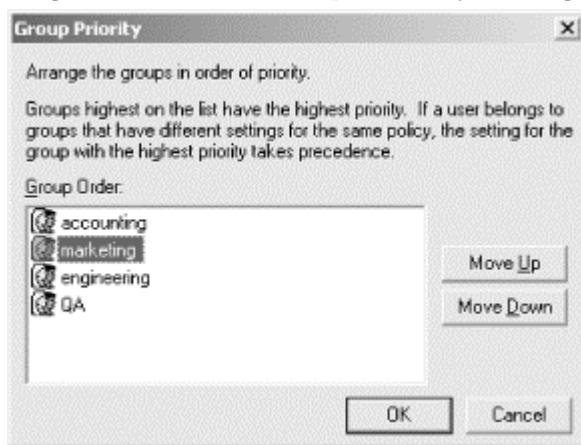 Group Priority
Arrange the groups in order of priority.
Groups highest on the list have the highest priority. If a user belongs to
groups that have different settings for the same policy, the setting for the
group with the highest priority takes precedence.
Group Order:
accounting
marketing
engineering
QA
Move Up
Move Down
OK
Cancel